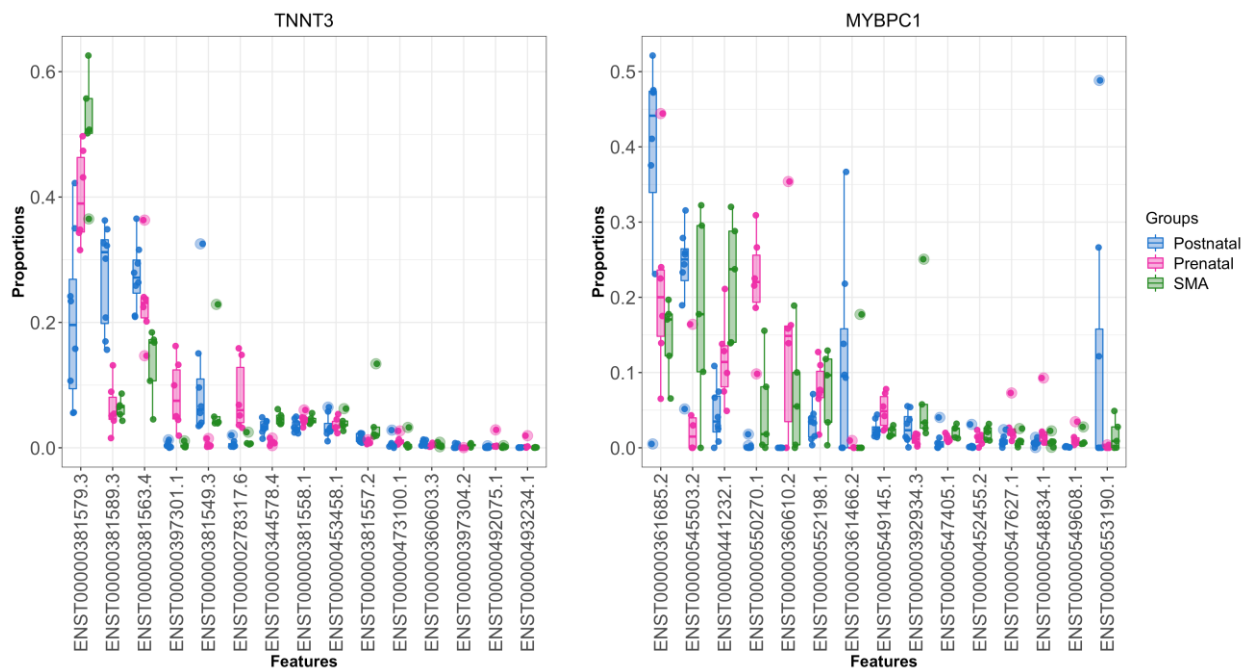 TNNT3
Proportions
0.6
0.4
0.2
0.0
ENST00000381579.3
ENST00000381589.3
ENST00000381563.4
ENST00000397301.1
ENST00000381549.3
ENST00000278317.6
ENST00000344578.4
ENST00000381558.1
ENST00000453458.1
ENST00000381557.2
ENST00000473100.1
ENST00000360603.3
ENST00000397304.2
ENST00000492075.1
ENST00000493234.1
Features
MYBPC1
Proportions
0.5
0.4
0.3
0.2
0.1
0.0
ENST00000361685.2
ENST00000545503.2
ENST00000441232.1
ENST00000550270.1
ENST00000360610.2
ENST00000552198.1
ENST00000361466.2
ENST00000549145.1
ENST00000392934.3
ENST00000547405.1
ENST00000452455.2
ENST00000547627.1
ENST00000548834.1
ENST00000549608.1
ENST00000553190.1
Features
Groups
Postnatal
Prenatal
SMA